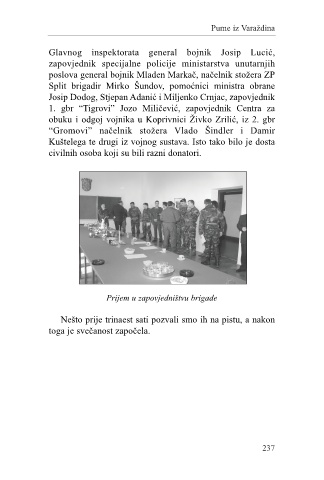 Pume iz Varaždina
Glavnog inspektorata general bojnik Josip Lucić,
zapovjednik specijalne policije ministarstva unutarnjih
poslova general bojnik Mladen Markač, načelnik stožera ZP
Split brigadir Mirko Šundov, pomoćnici ministra obrane
Josip Dodog, Stjepan Adanić i Miljenko Crnjac, zapovjednik
1. gbr “Tigrovi” Jozo Miličević, zapovjednik Centra za
obuku i odgoj vojnika u Koprivnici Živko Zrilić, iz 2. gbr
“Gromovi” načelnik stožera Vlado Šindler i Damir
Kuštelega te drugi iz vojnog sustava. Isto tako bilo je dosta
civilnih osoba koji su bili razni donatori.
Prijem u zapovjedništvu brigade
Nešto prije trinaest sati pozvali smo ih na pistu, a nakon
toga je svečanost započela.
237